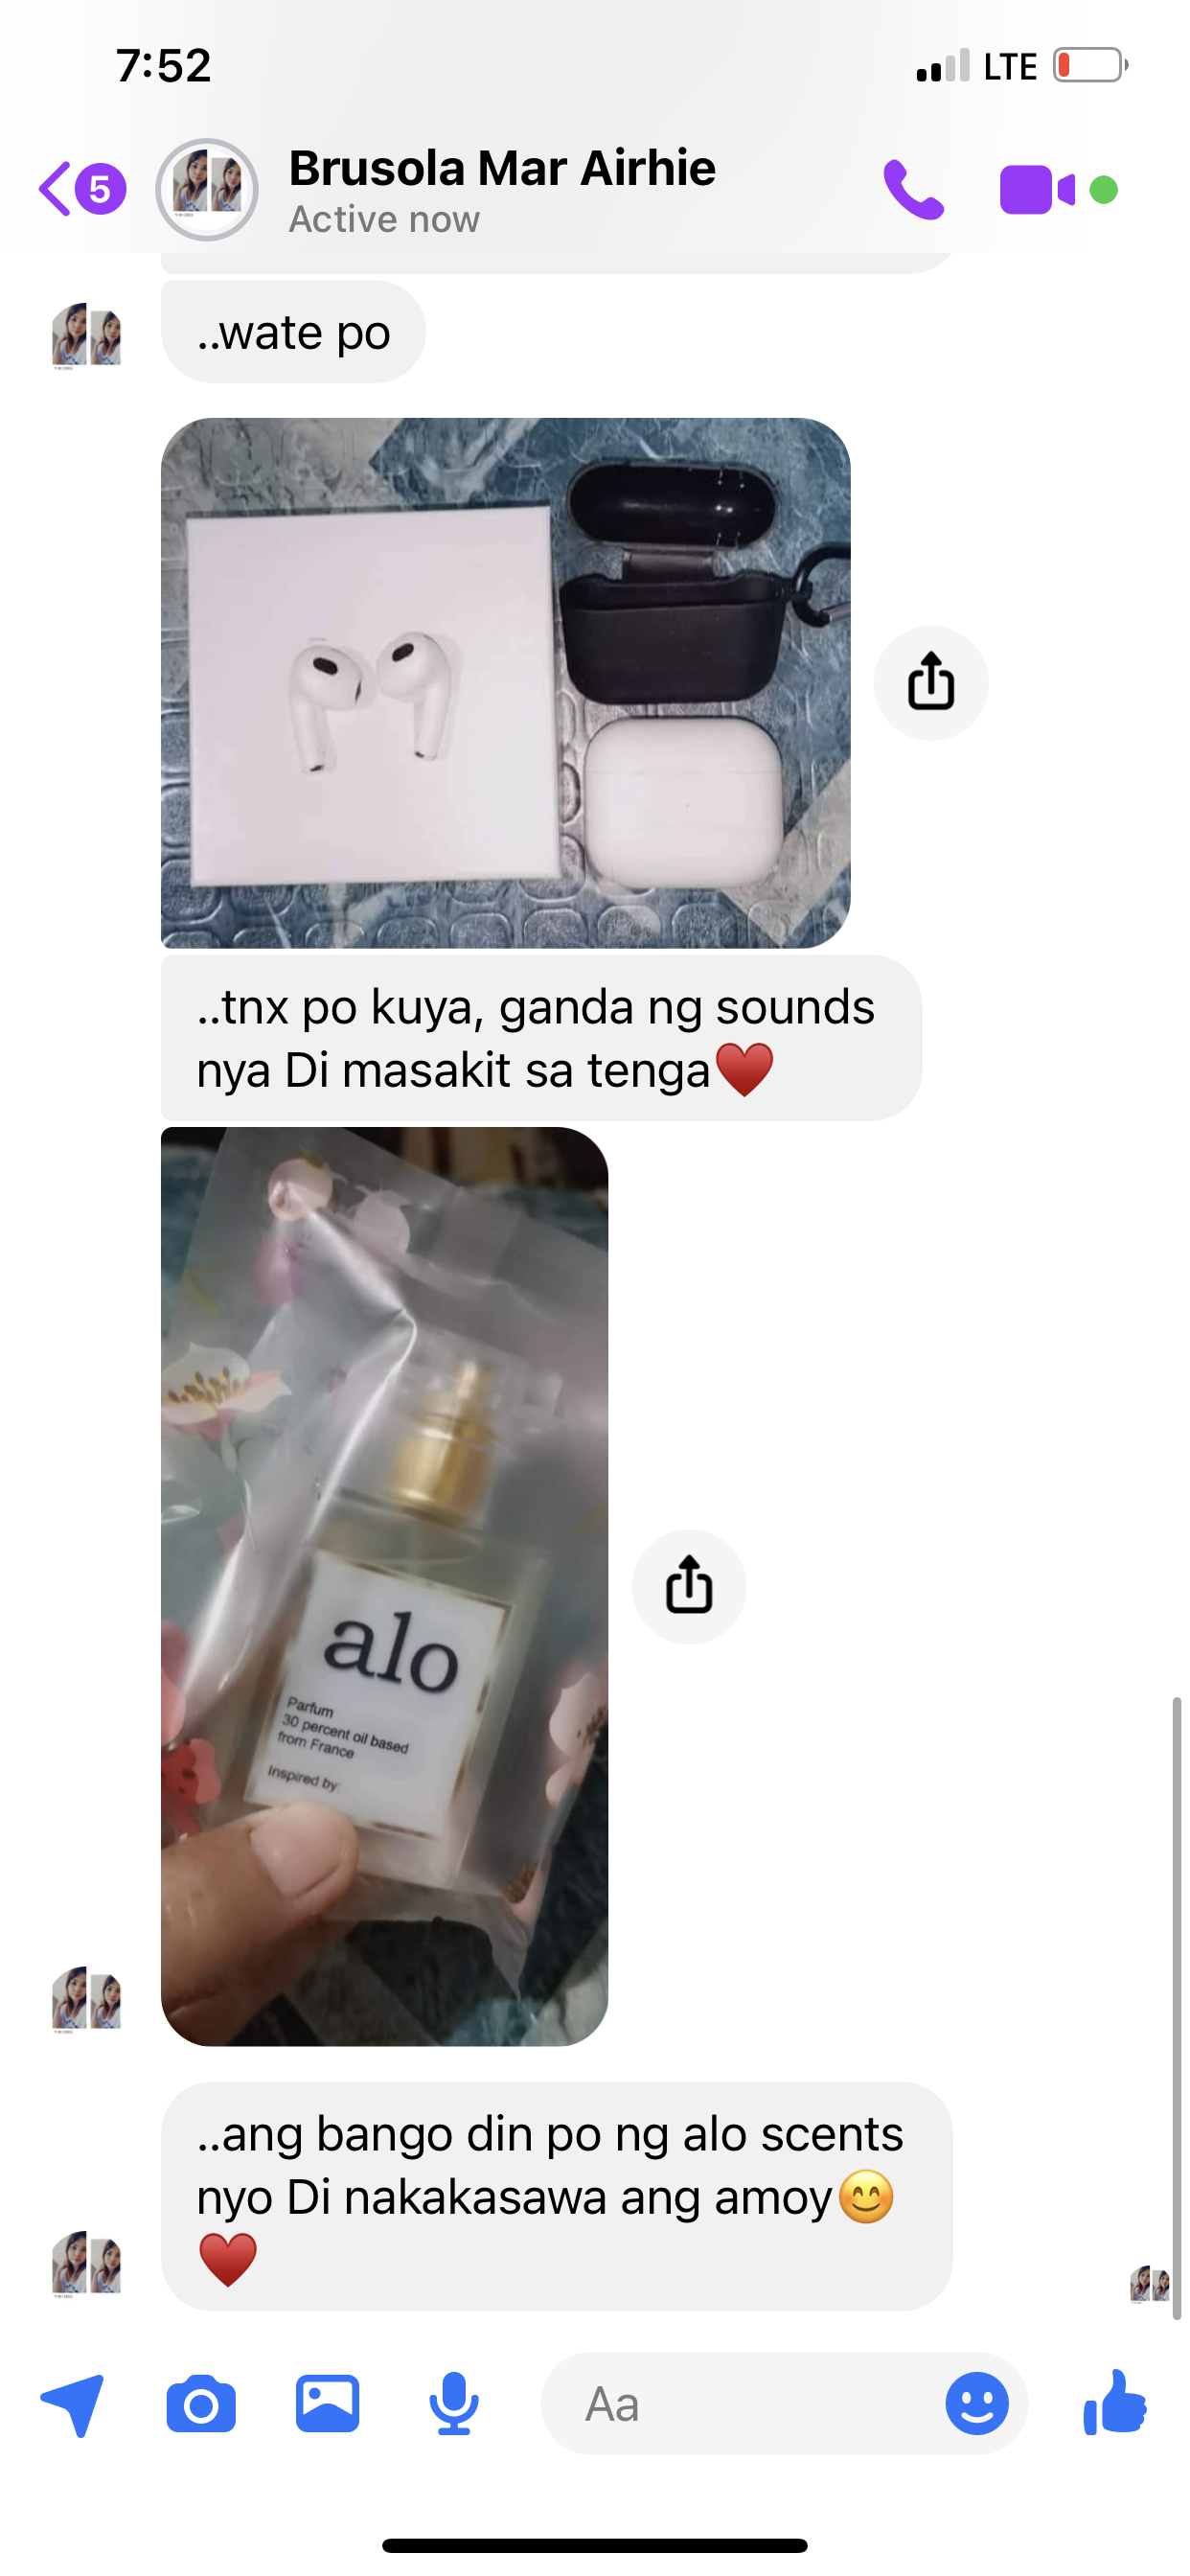 7:52
LTE
5
Brusola Mar Airhie
Active now
..wate po
..tnx po kuya, ganda ng sounds
nya Di masakit sa tenga♥️
alo
Parfum
30 percent oil based
from France
Inspired by
..ang bango din po ng alo scents
nyo Di nakakasawa ang amoy😊
♥️
Aa